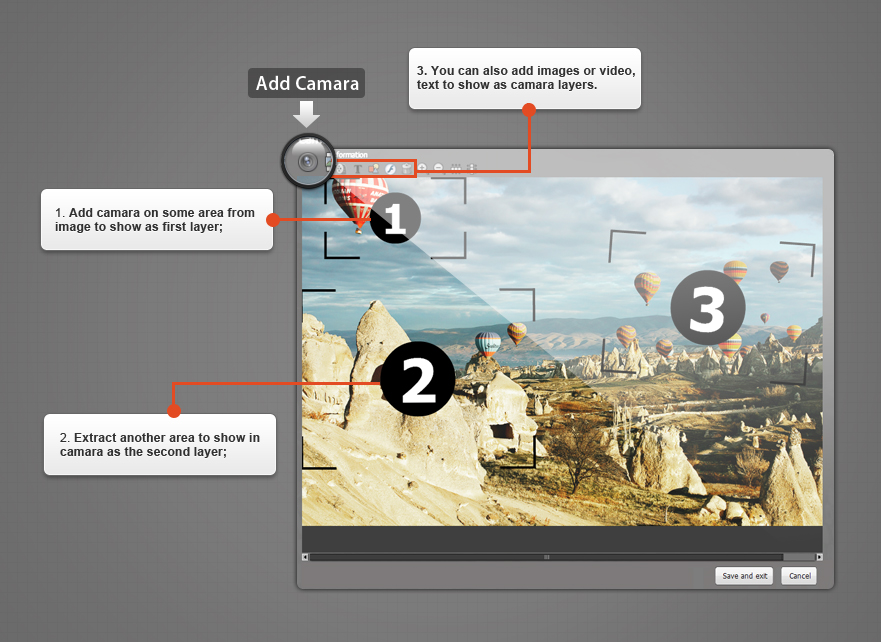 Add Camara
3. You can also add images or video,
text to show as camara layers.
formation
T
1. Add camara on some area from
image to show as first layer;
1
3
2
2. Extract another area to show in
camara as the second layer;
Save and exit
Cancel